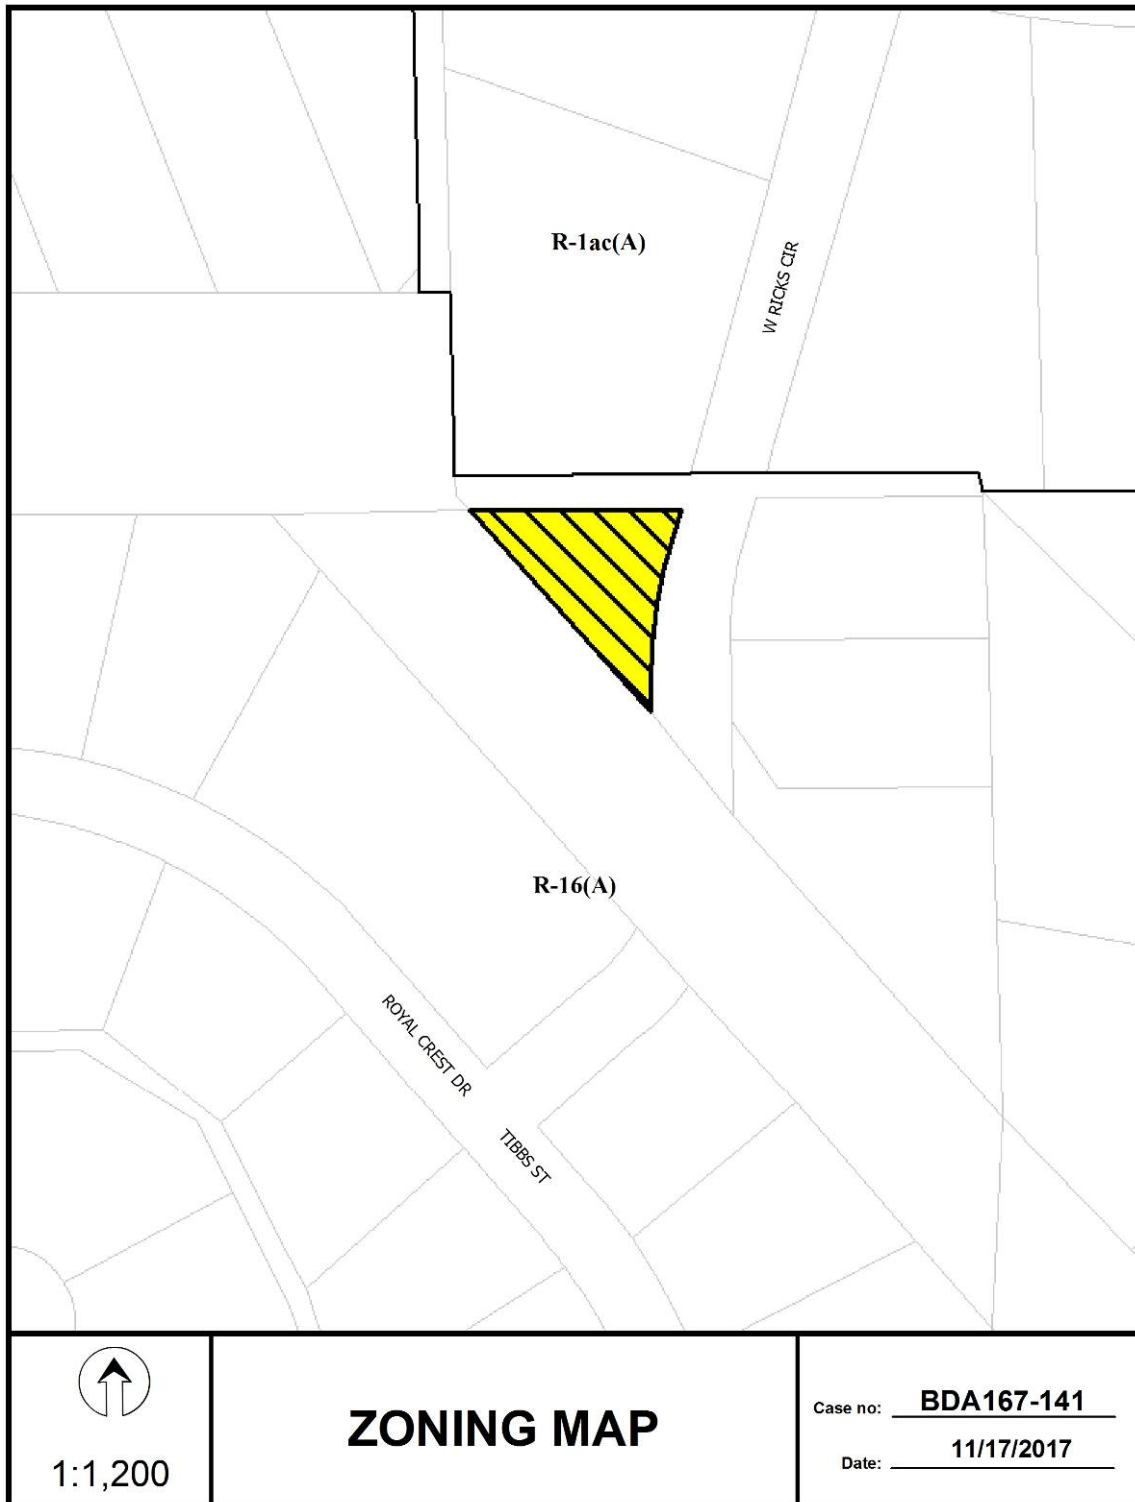 R-1ac(A)
W RICKS CIR
R-16(A)
ROYAL CREST DR
TIBBS ST
1:1,200
ZONING MAP
Case no: BDA167-141
Date: 11/17/2017